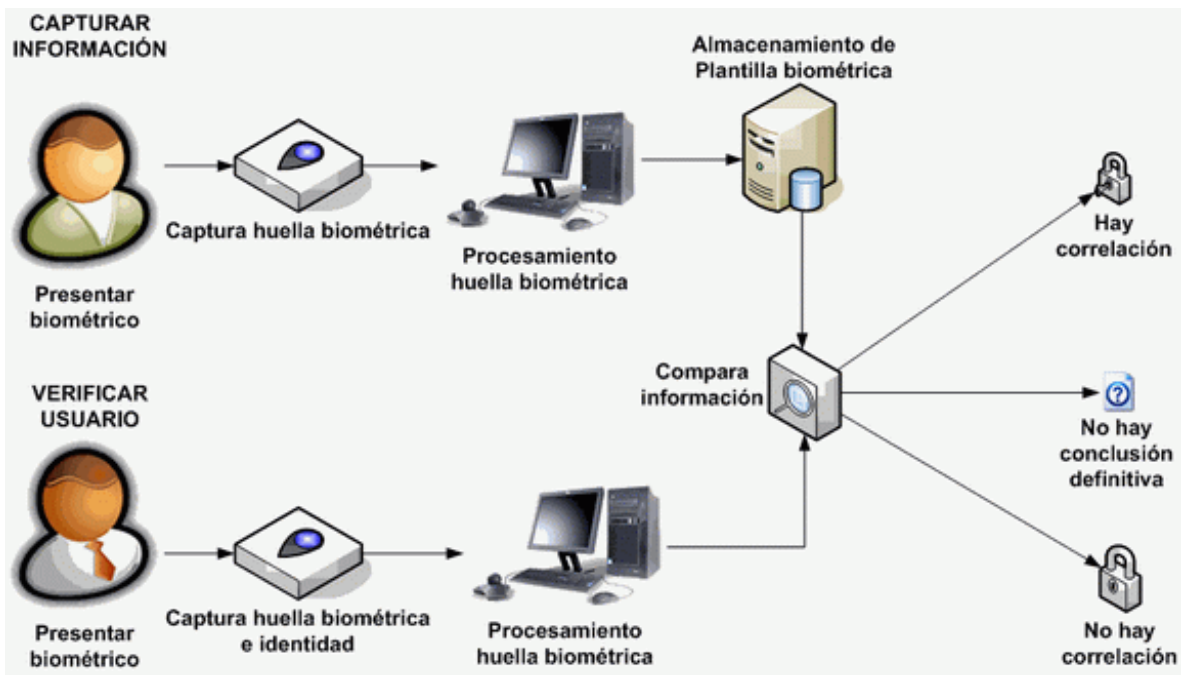 CAPTURAR
INFORMACIÓN
Almacenamiento de
Plantilla biométrica
Captura huella biométrica
Procesamiento
huella biométrica
Presentar
biométrico
Hay
correlación
VERIFICAR
USUARIO
Compara
información
No hay
conclusión
definitiva
Captura huella biométrica
e identidad
Procesamiento
huella biométrica
Presentar
biométrico
No hay
correlación